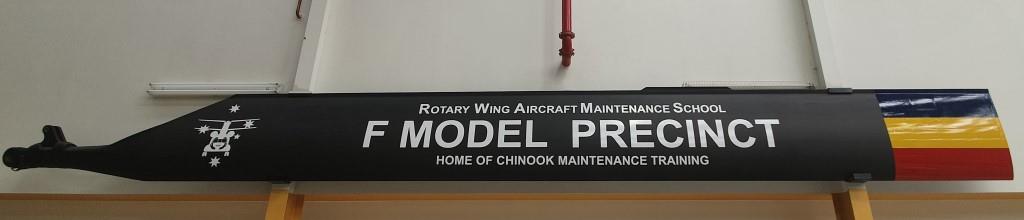 ROTARY WING AIRCRAFT MAINTENANCE SCHOOL
F MODEL PRECINCT
HOME OF CHINOOK MAINTENANCE TRAINING